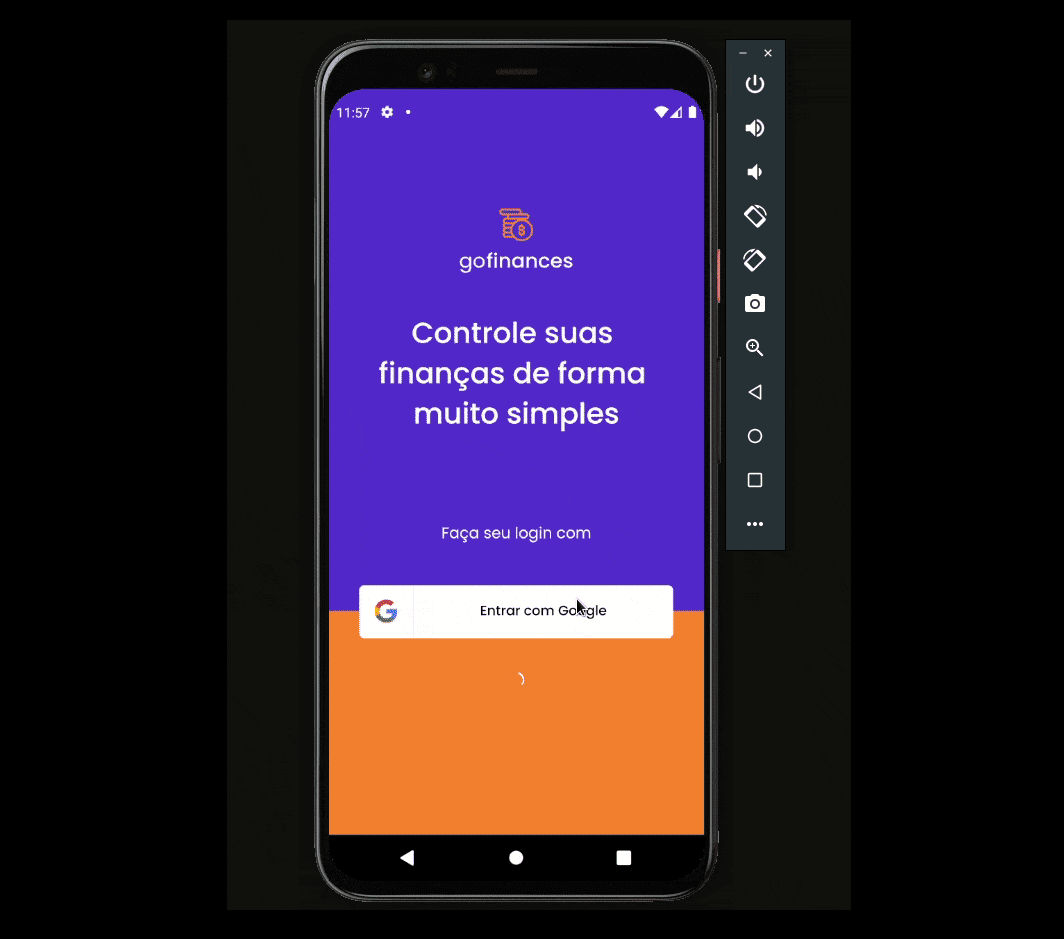 11:57
gofinances
Controle suas
finanças de forma
muito simples
Faça seu login com
Entrar com Google